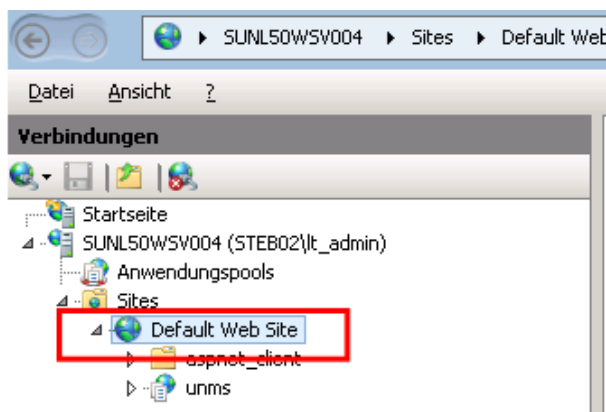 SUNL50WSV004 ▸ Sites ▸ Default Web
Datei Ansicht ?
Verbindungen
Startseite
SUNL50WSV004 (STEB02\lt_admin)
Anwendungspools
Sites
Default Web Site
aspnet_client
unms